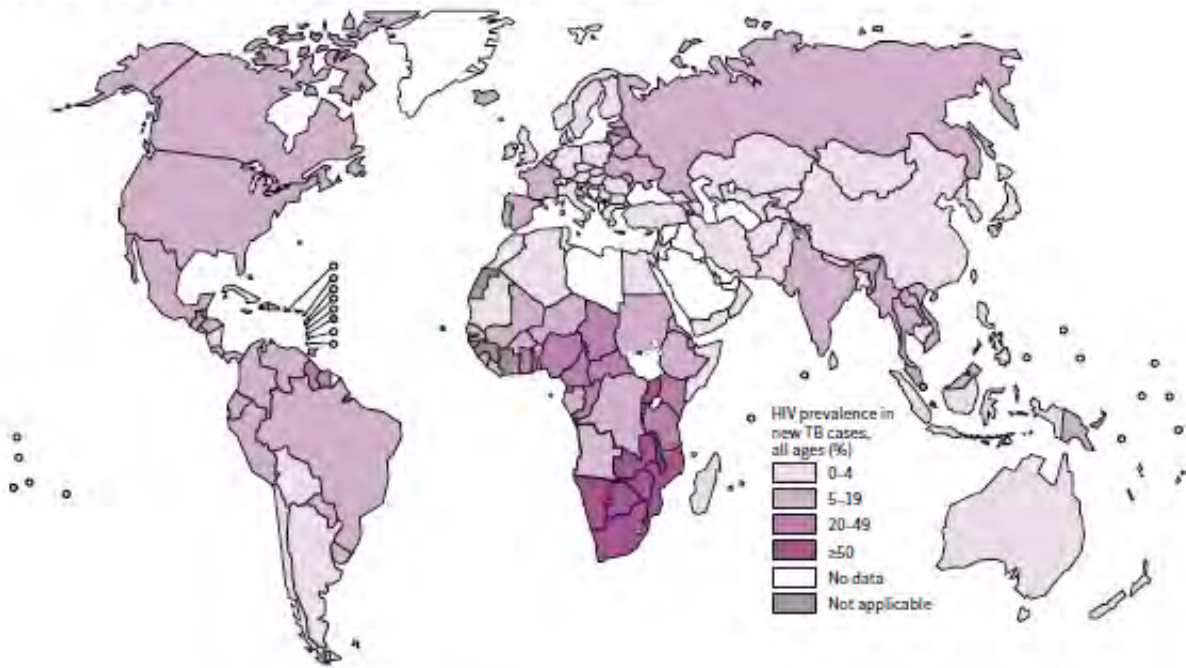 HIV prevalence in
new TB cases,
all ages (%)
0–4
5–19
20–49
≥50
No data
Not applicable